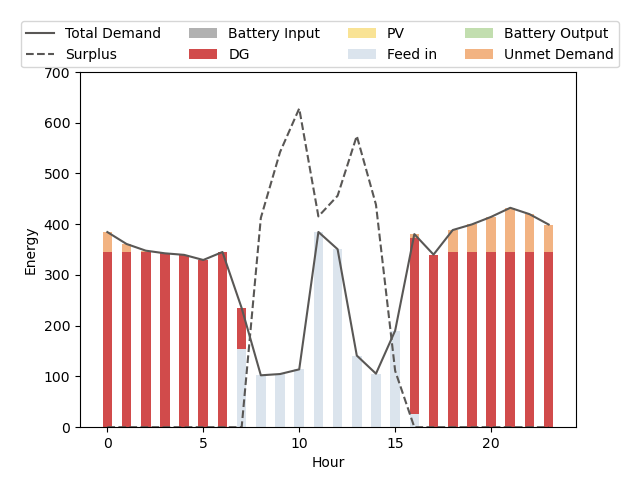 Total Demand Battery Input PV Battery Output
Surplus DG Feed in Unmet Demand
700
600
500
400
300
200
100
0
Energy
0 5 10 15 20
Hour